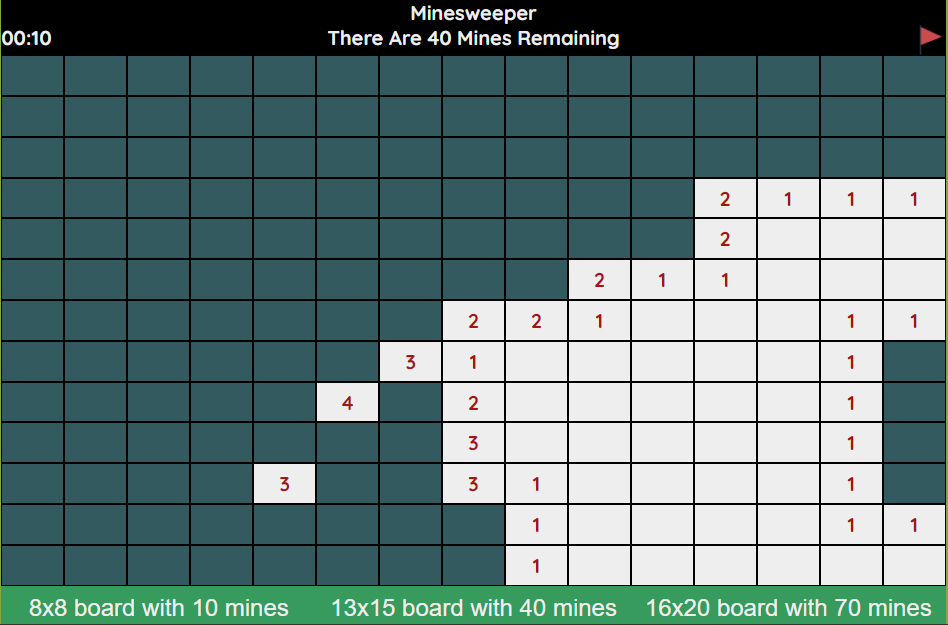 Minesweeper
00:10 There Are 40 Mines Remaining
2 1 1 1
2
2 1 1
2 2 1 1 1
3 1 1
4 2 1
3 1
3 3 1 1
1 1 1
1
8x8 board with 10 mines 13x15 board with 40 mines 16x20 board with 70 mines